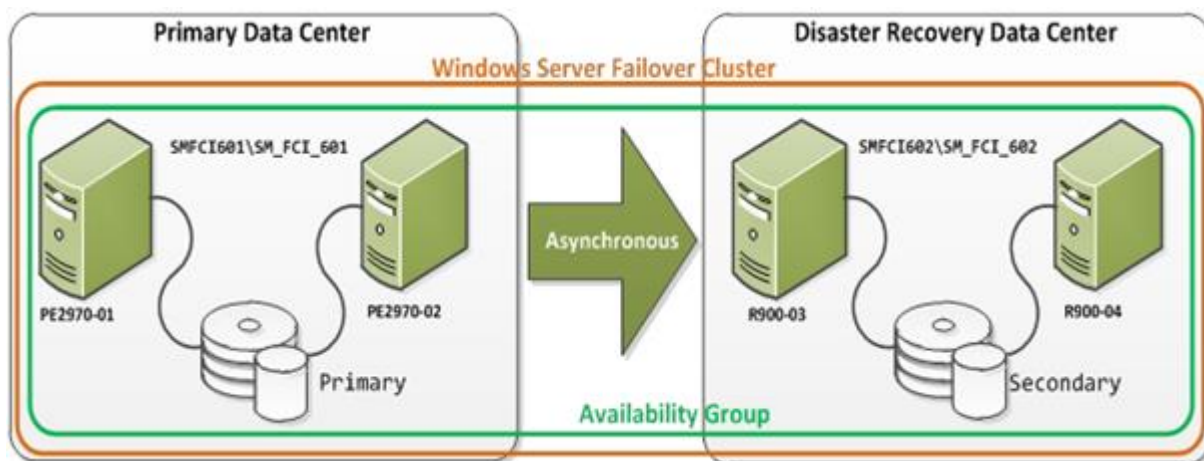 Primary Data Center
Disaster Recovery Data Center
Windows Server Failover Cluster
SMFCI601\SM_FCI_601
SMFCI602\SM_FCI_602
Asynchronous
PE2970-01
PE2970-02
R900-03
R900-04
Primary
Secondary
Availability Group